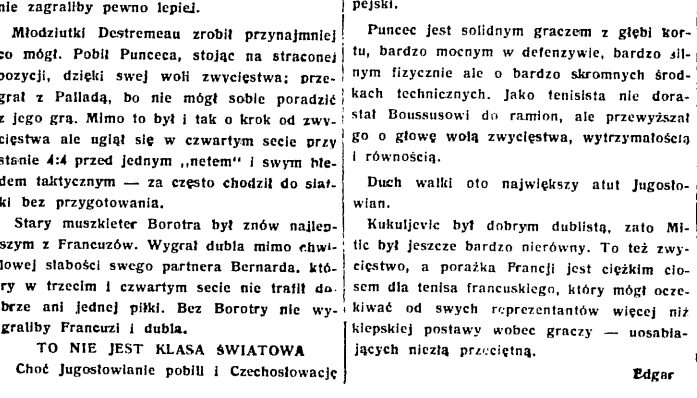 nie zagraliby pewno lepiej.
Młodziutki Destremeau zrobił przynajmniej
co mógł. Pobił Punceca, stojąc na straconej
pozycji, dzięki swej woli zwycięstwa; prze-
grał z Palladą, bo nie mógł sobie poradzić
z jego grą. Mimo to był i tak o krok od zwy-
cięstwa ale ugiął się w czwartym secie przy
stanie 4:4 przed jednym „netem" i swym błę-
dem taktycznym — za często chodził do siat-
ki bez przygotowania.
Stary muszkieter Borotra był znów najlep-
szym z Francuzów. Wygrał dubla mimo chwi-
lowej słabości swego partnera Bernarda, któ-
ry w trzecim i czwartym secie nie trafił do-
brze ani jednej piłki. Bez Borotry nie wy-
graliby Francuzi i dubla.
TO NIE JEST KLASA ŚWIATOWA
Choć Jugosłowianie pobili i Czechosłowację
pejski.
Puncec jest solidnym graczem z głębi kor-
tu, bardzo mocnym w defenzywie, bardzo sil-
nym fizycznie ale o bardzo skromnych środ-
kach technicznych. Jako tenisista nie dora-
stał Boussusowi do ramion, ale przewyższał
go o głowę wolą zwycięstwa, wytrzymałością
i równością.
Duch walki oto największy atut Jugosło-
wian.
Kukuljevic był dobrym dublistą, zato Mi-
tic był jeszcze bardzo nierówny. To też zwy-
cięstwo, a porażka Francji jest ciężkim cio-
sem dla tenisa francuskiego, który mógł ocze-
kiwać od swych reprezentantów więcej niż
kiepskiej postawy wobec graczy — uosabia-
jących niezłą przeciętną.
Edgar